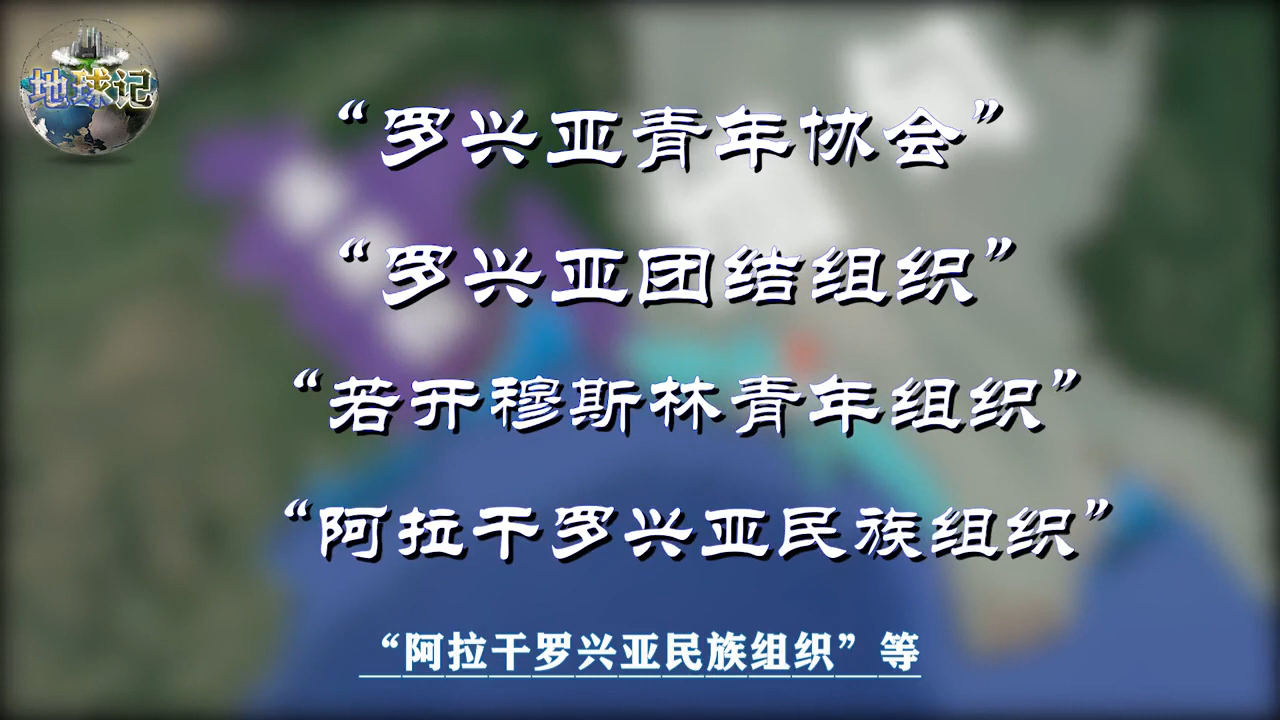 地球记
“罗兴亚青年协会”
“罗兴亚团结组织”
“若开穆斯林青年组织”
“阿拉干罗兴亚民族组织”
“阿拉干罗兴亚民族组织”等